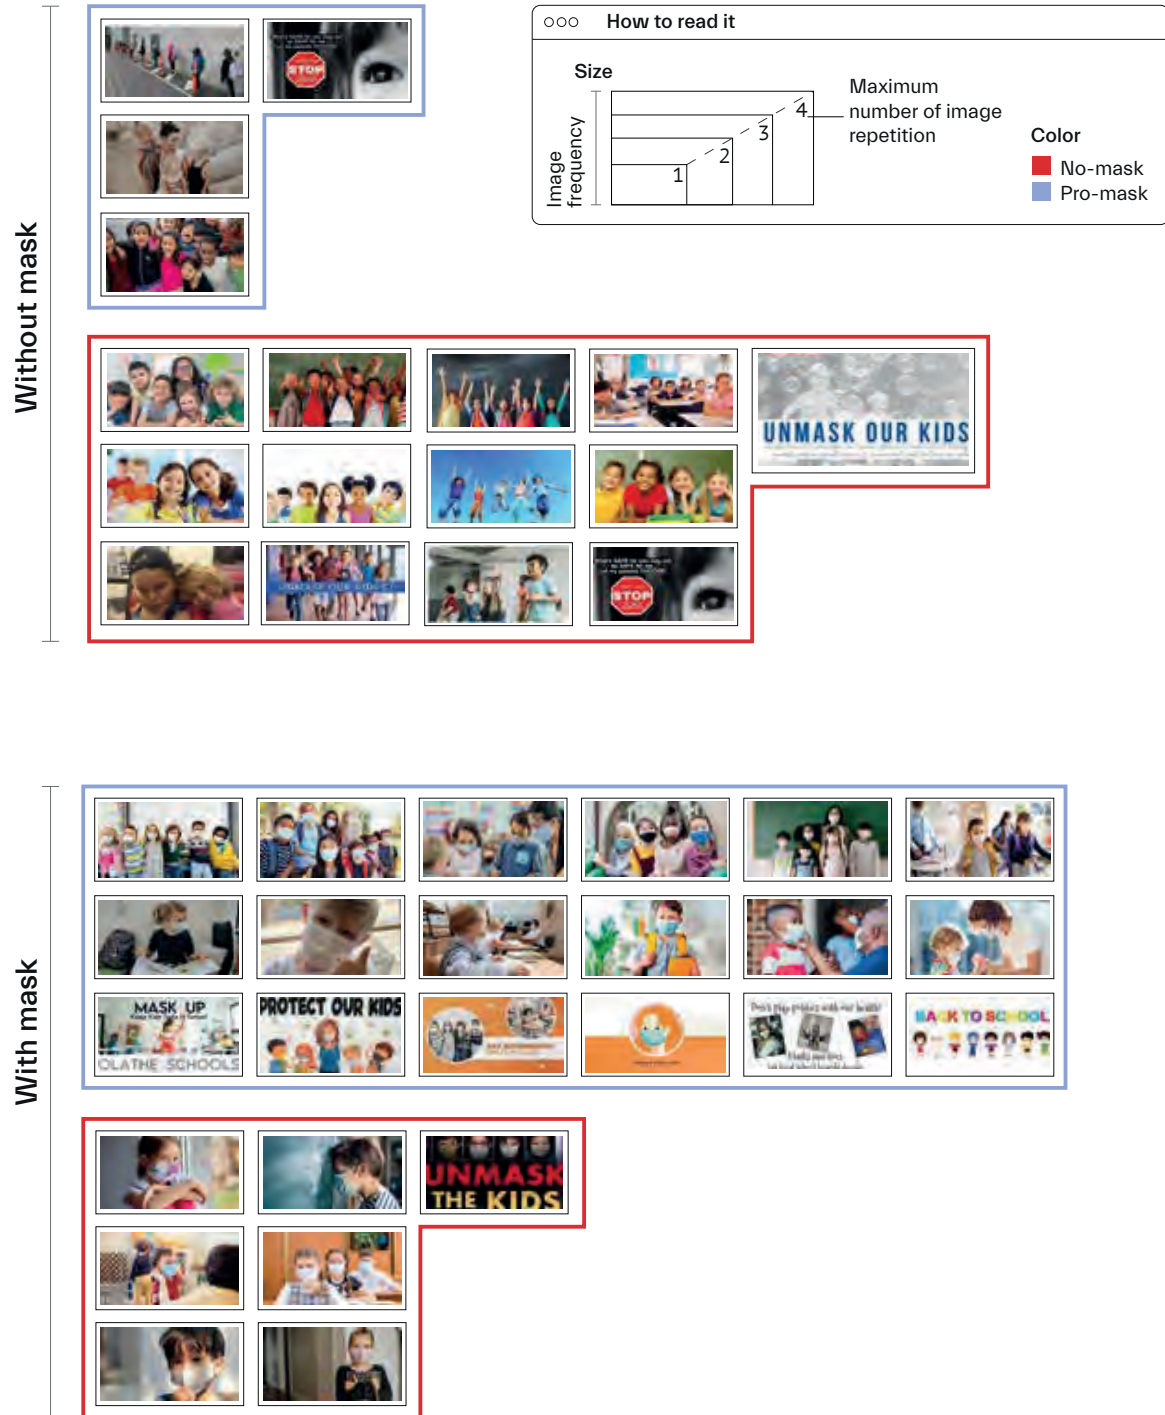 How to read it
Size
Image frequency
1
2
3
4
Maximum
number of image
repetition
Color
No-mask
Pro-mask
Without mask
STOP
UNMASK OUR KIDS
STOP
With mask
MASK UP
OLATHE SCHOOLS
PROTECT OUR KIDS
BACK TO SCHOOL
UNMASK
THE KIDS